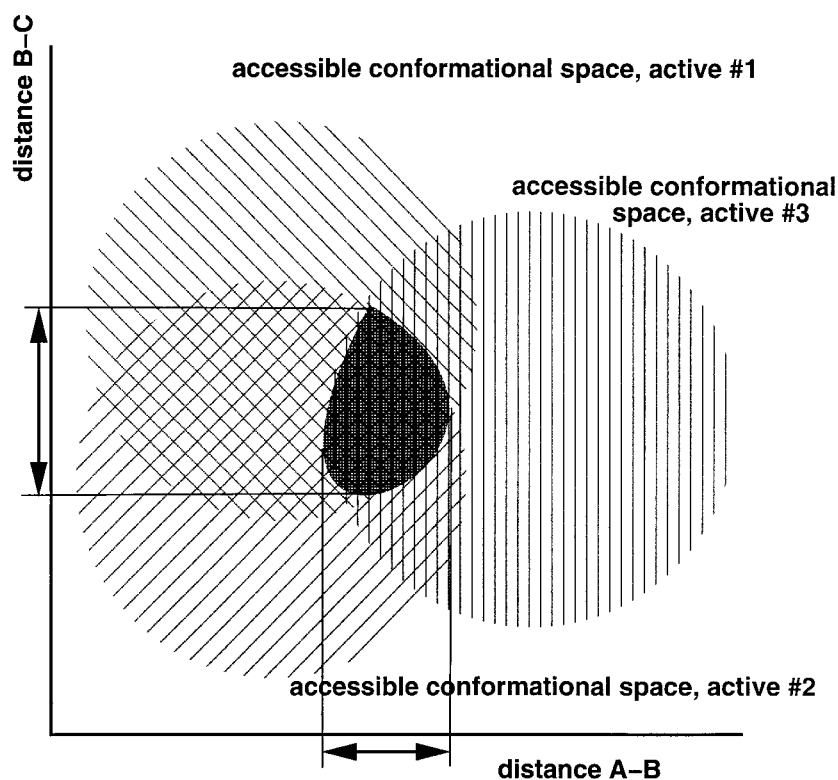 distance B–C
accessible conformational space, active #1
accessible conformational
space, active #3
accessible conformational space, active #2
distance A–B